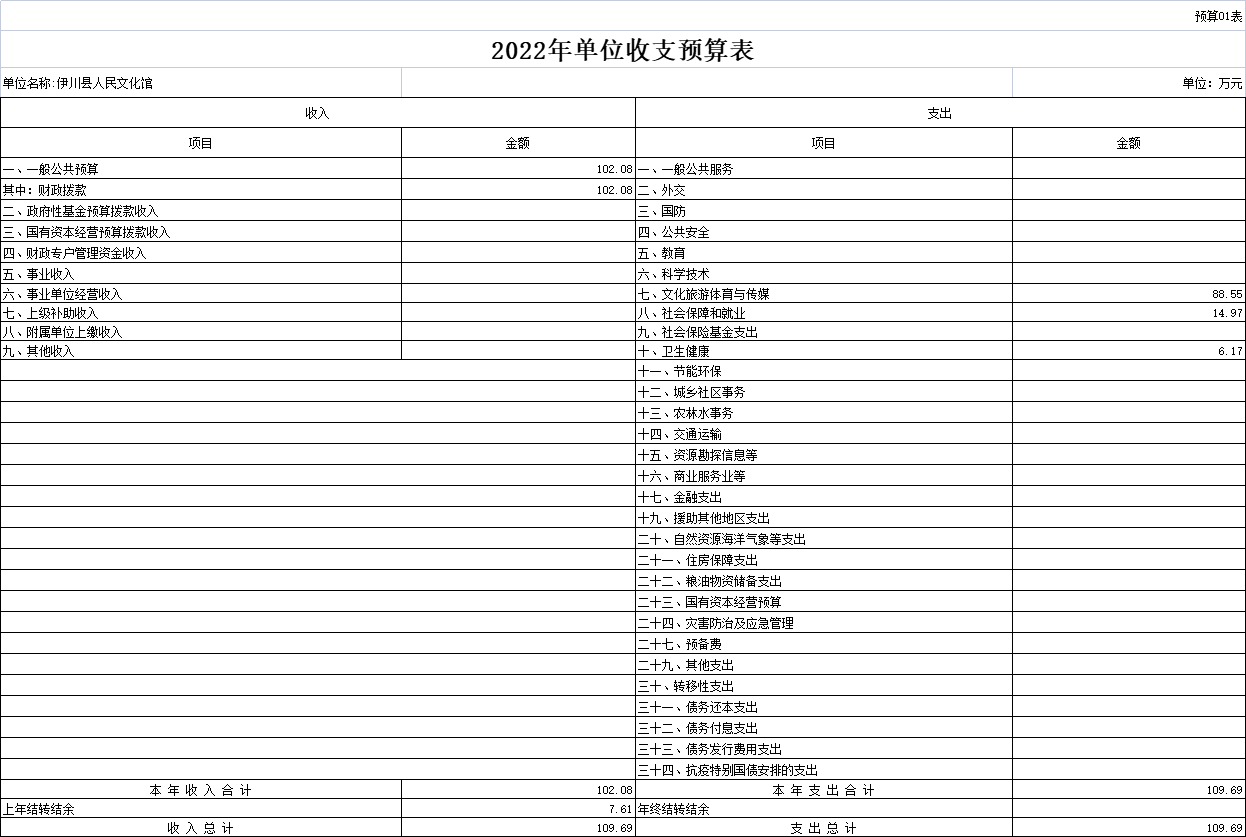 预算01表
2022年单位收支预算表
单位名称:伊川县人民文化馆 单位：万元
收入 支出
项目 金额 项目 金额
一、一般公共预算 102.08 一、一般公共服务
其中：财政拨款 102.08 二、外交
二、政府性基金预算拨款收入 三、国防
三、国有资本经营预算拨款收入 四、公共安全
四、财政专户管理资金收入 五、教育
五、事业收入 六、科学技术
六、事业单位经营收入 七、文化旅游体育与传媒 88.55
七、上级补助收入 八、社会保障和就业 14.97
八、附属单位上缴收入 九、社会保险基金支出
九、其他收入 十、卫生健康 6.17
十一、节能环保
十二、城乡社区事务
十三、农林水事务
十四、交通运输
十五、资源勘探信息等
十六、商业服务业等
十七、金融支出
十九、援助其他地区支出
二十、自然资源海洋气象等支出
二十一、住房保障支出
二十二、粮油物资储备支出
二十三、国有资本经营预算
二十四、灾害防治及应急管理
二十七、预备费
二十九、其他支出
三十、转移性支出
三十一、债务还本支出
三十二、债务付息支出
三十三、债务发行费用支出
三十四、抗疫特别国债安排的支出
本年收入合计 102.08 本年支出合计 109.69
上年结转结余 7.61 年终结转结余
收入总计 109.69 支出总计 109.69